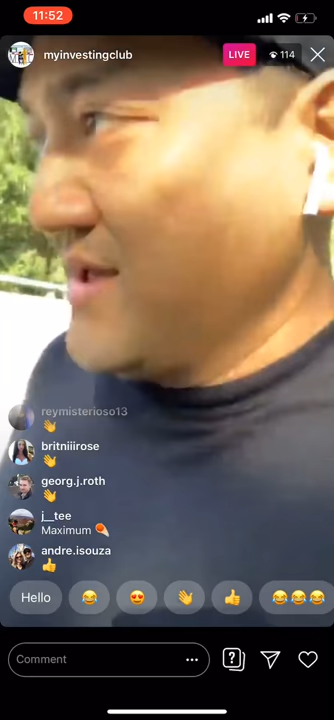 11:52
myinvestingclub
LIVE
114
reymisterioso13
👋
britniiirose
👋
georg.j.roth
👋
j__tee
Maximum ☄️
andre.isouza
👍
Hello
😂
😍
👋
👍
😂😂😂
Comment